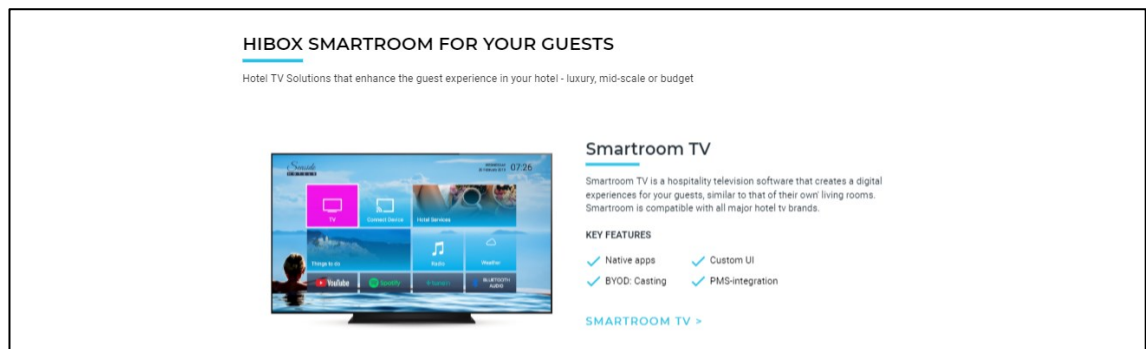 HIBOX SMARTROOM FOR YOUR GUESTS
Hotel TV Solutions that enhance the guest experience in your hotel - luxury, mid-scale or budget
Smartroom TV
Smartroom TV is a hospitality television software that creates a digital
experiences for your guests, similar to that of their own' living rooms.
Smartroom is compatible with all major hotel tv brands.
KEY FEATURES
Native apps
Custom UI
BYOD: Casting
PMS-integration
SMARTROOM TV >
Seaside
HOTELS
07:26
TV
Connect Device
Hotel Services
Things to do
Radio
Weather
YouTube
Spotify
BLUETOOTH
AUDIO